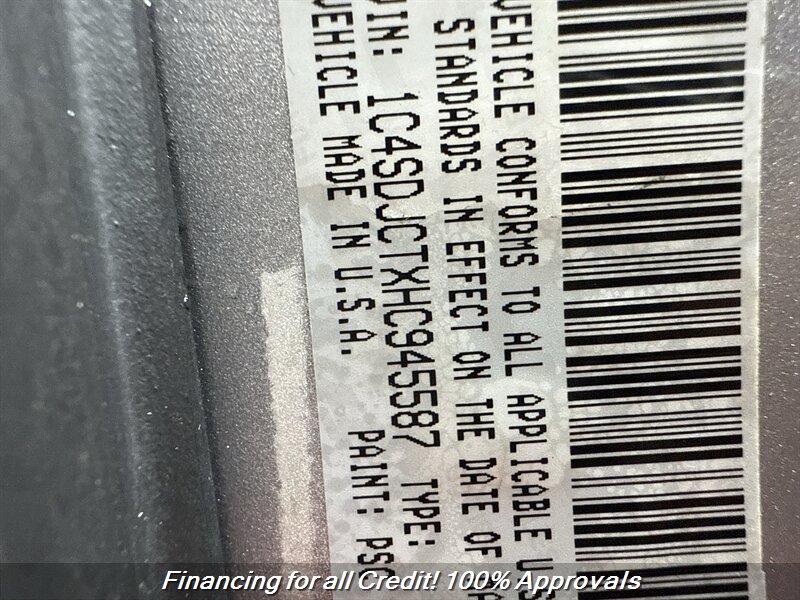 VEHICLE CONFORMS TO ALL APPLICABLE US
STANDARDS IN EFFECT ON THE DATE OF
VIN: 1C4SDJCTXHC945587 TYPE:
VEHICLE MADE IN U.S.A. PAINT:
Financing for all Credit! 100% Approvals